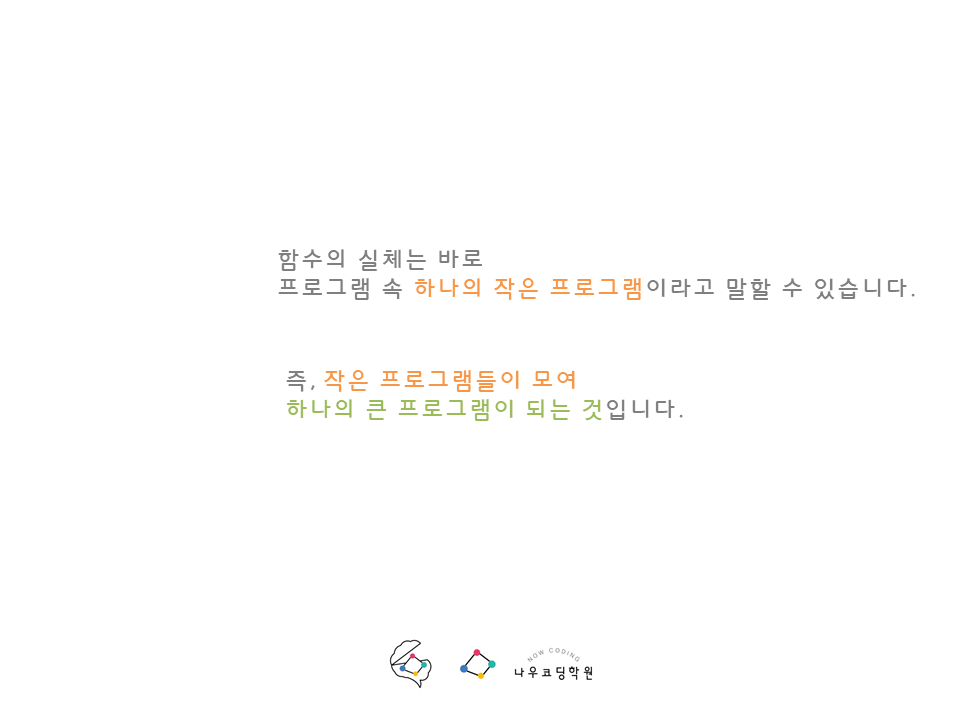 함수의 실체는 바로
프로그램 속 하나의 작은 프로그램이라고 말할 수 있습니다.
즉, 작은 프로그램들이 모여
하나의 큰 프로그램이 되는 것입니다.
NOW CODING
나우코딩학원